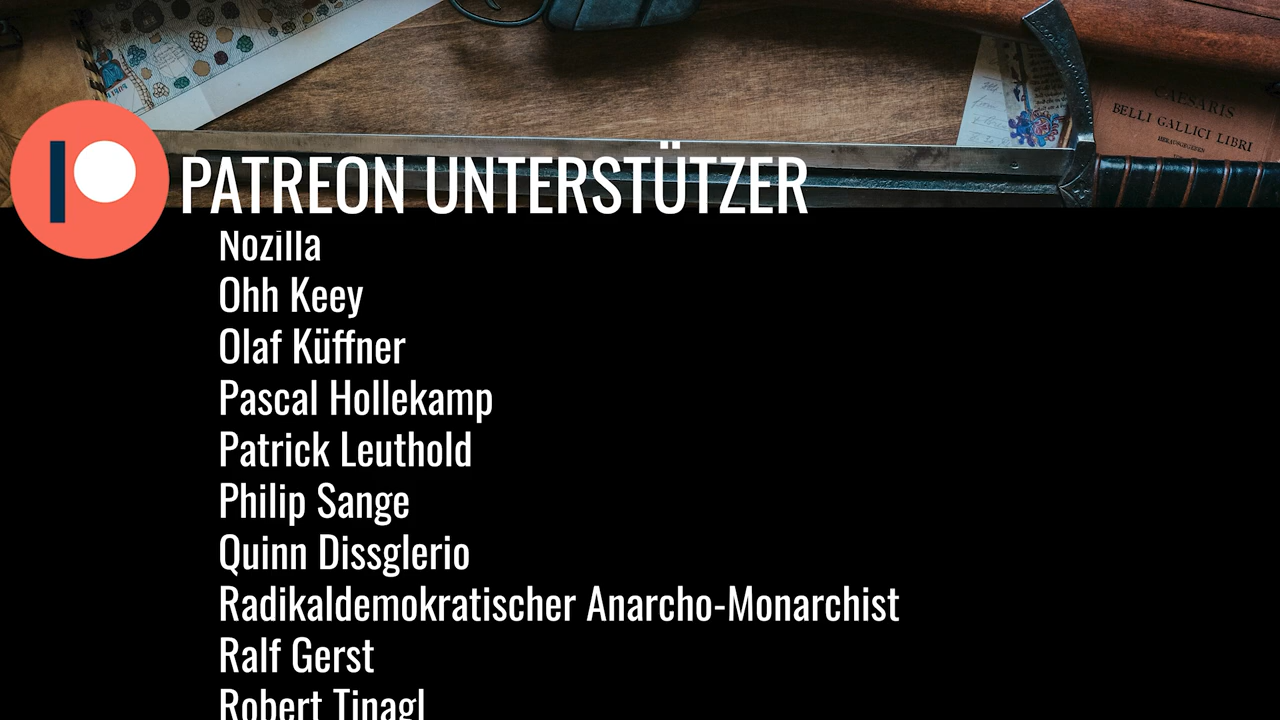 CAESARIS
BELLI GALLICI LIBRI
PATREON UNTERSTÜTZER
Nozilla
Ohh Keey
Olaf Küffner
Pascal Hollekamp
Patrick Leuthold
Philip Sange
Quinn Dissglerio
Radikaldemokratischer Anarcho-Monarchist
Ralf Gerst
Robert Tinagl